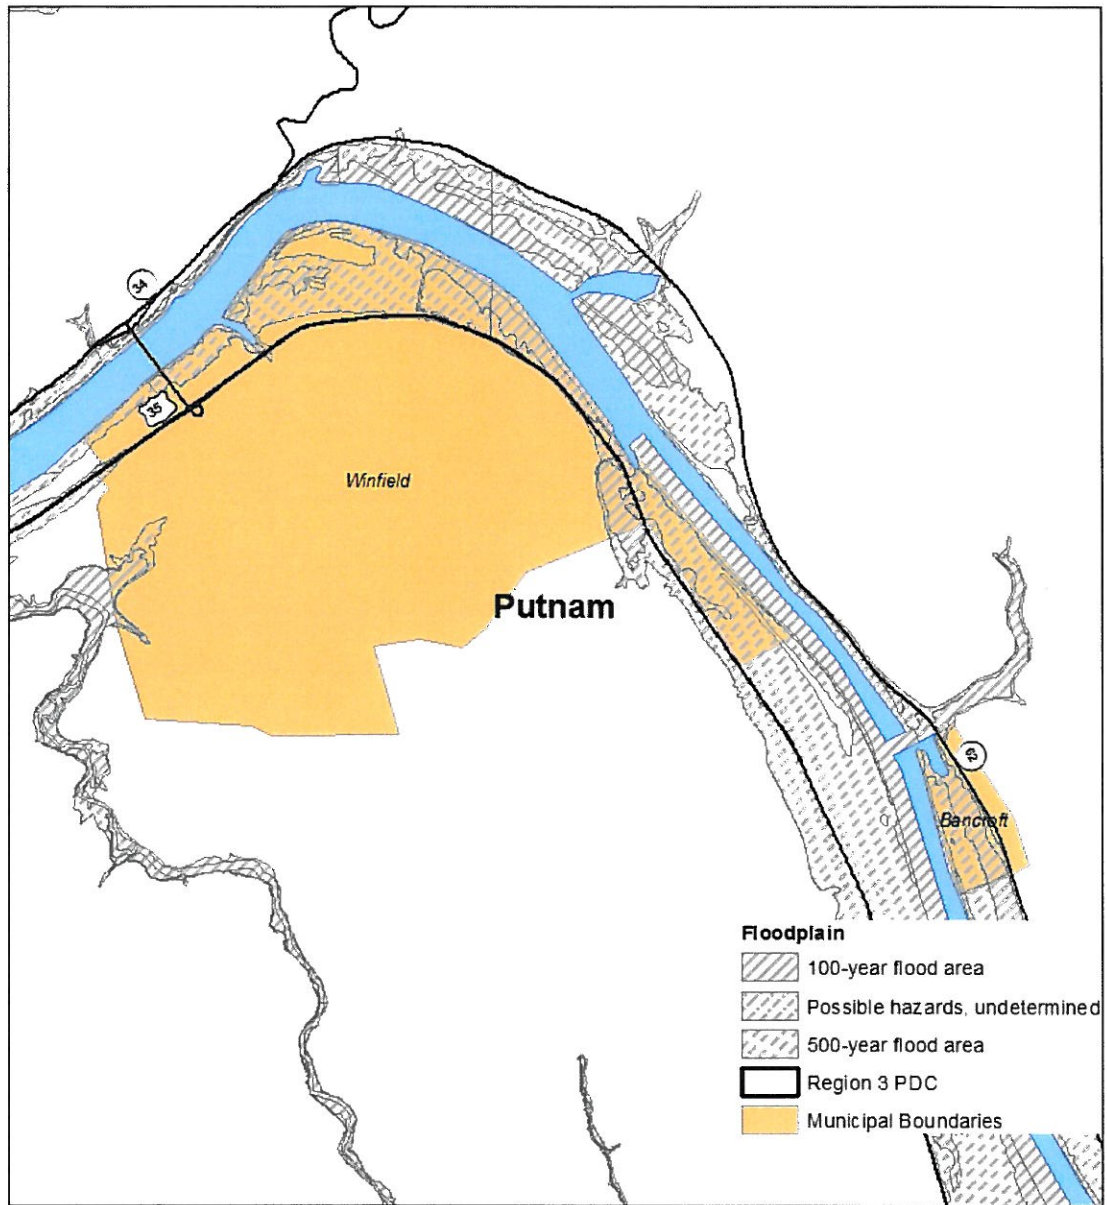 34
35
Winfield
Putnam
62
Bancroft
Floodplain
100-year flood area
Possible hazards, undetermined
500-year flood area
Region 3 PDC
Municipal Boundaries